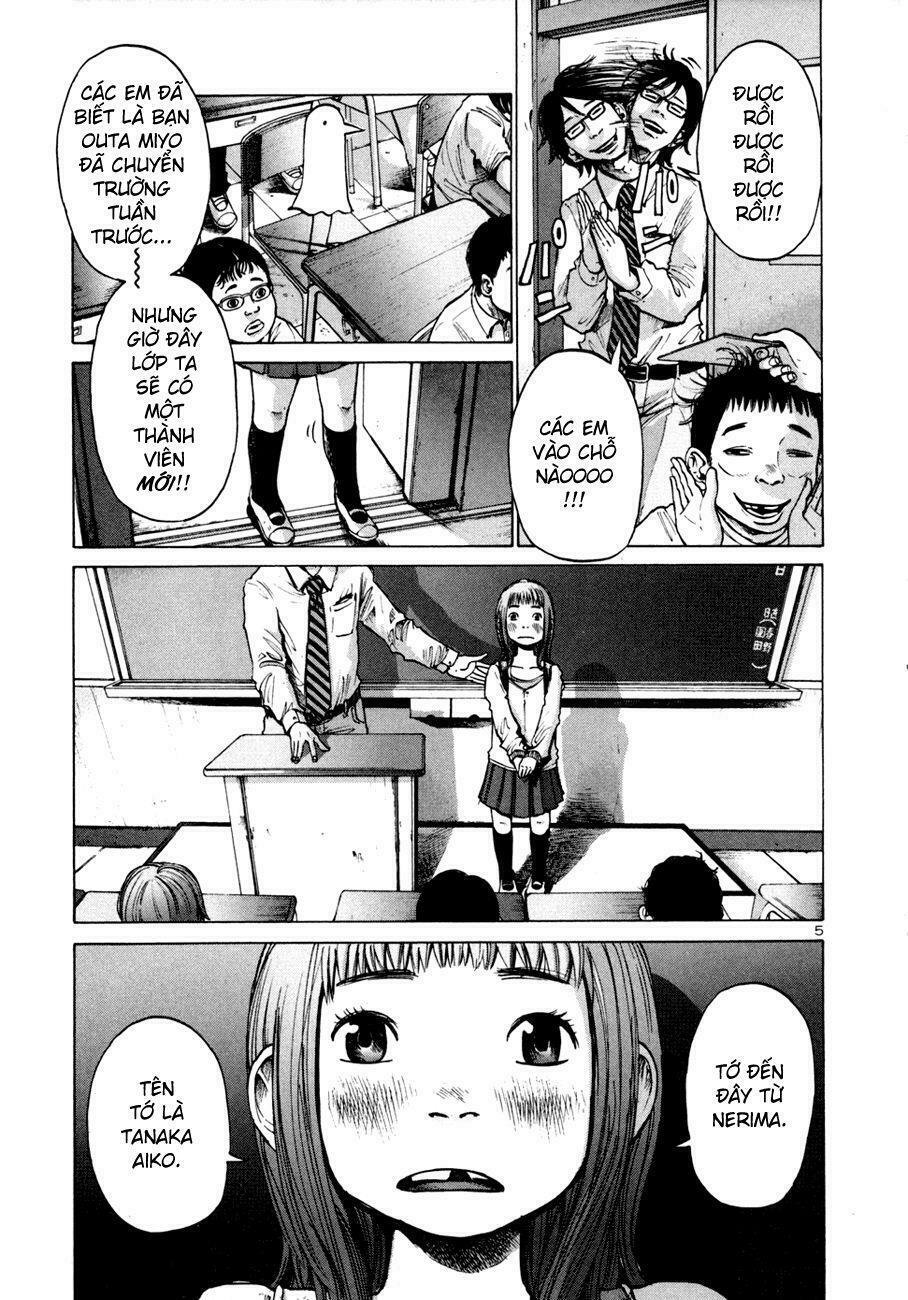 ĐƯỢC
RỒI
ĐƯỢC
RỒI
ĐƯỢC
RỒI!!
CÁC EM
VÀO CHỖ
NÀOOOO
!!!
CÁC EM ĐÃ
BIẾT LÀ BẠN
OUTA MIYO
ĐÃ CHUYỂN
TRƯỜNG
TUẦN
TRƯỚC...
NHƯNG
GIỜ ĐÂY
LỚP TA
SẼ CÓ
MỘT
THÀNH
VIÊN
MỚI!!
日
5
TỚ ĐẾN
ĐÂY TỪ
NERIMA.
TÊN
TỚ LÀ
TANAKA
AIKO.